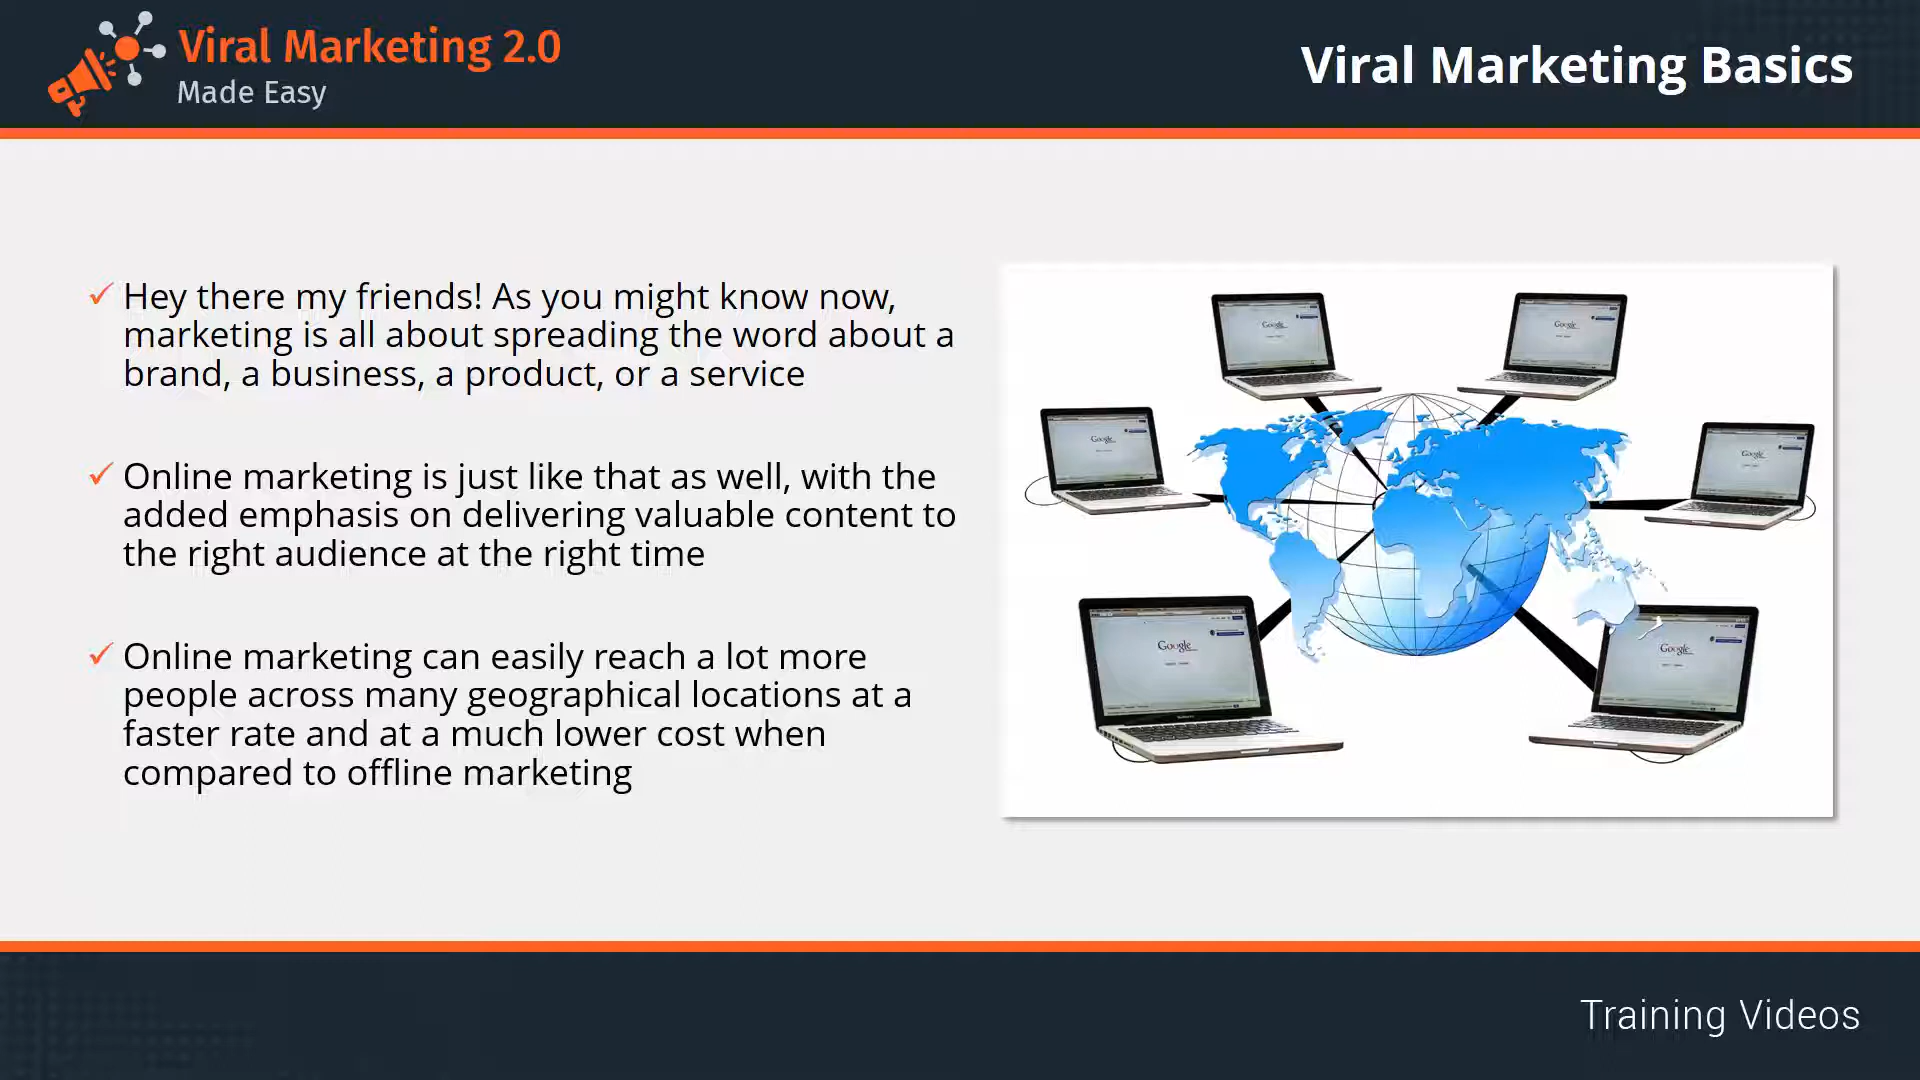 Viral Marketing 2.0
Made Easy
Viral Marketing Basics
Hey there my friends! As you might know now,
marketing is all about spreading the word about a
brand, a business, a product, or a service
Online marketing is just like that as well, with the
added emphasis on delivering valuable content to
the right audience at the right time
Online marketing can easily reach a lot more
people across many geographical locations at a
faster rate and at a much lower cost when
compared to offline marketing
Google
Google
Google
Google
Google
Google
Training Videos